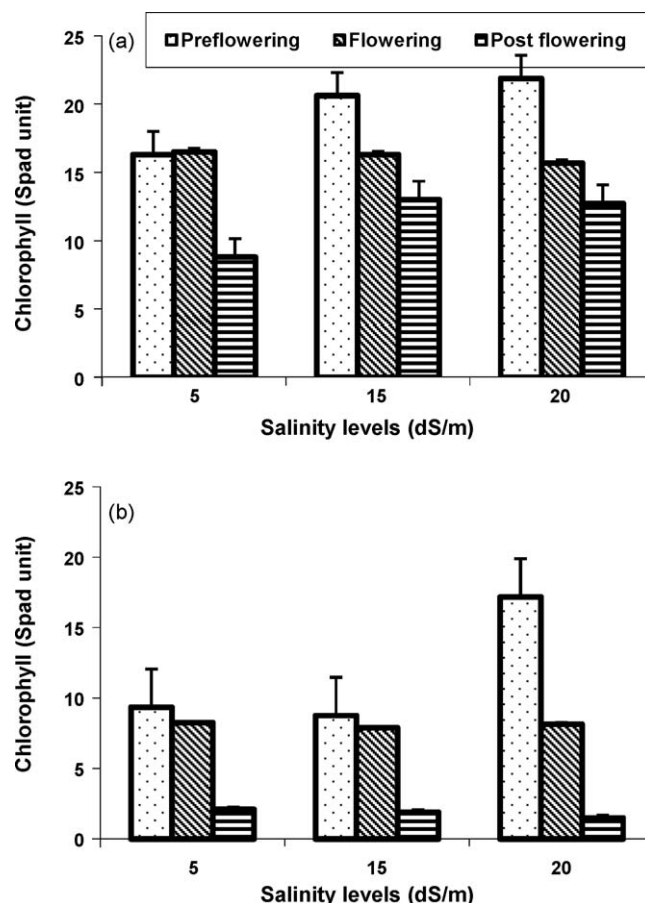 (a)
Preflowering Flowering Post flowering
25
20
15
10
5
0
Chlorophyll (Spad unit)
5 15 20
Salinity levels (dS/m)
(b)
25
20
15
10
5
0
Chlorophyll (Spad unit)
5 15 20
Salinity levels (dS/m)